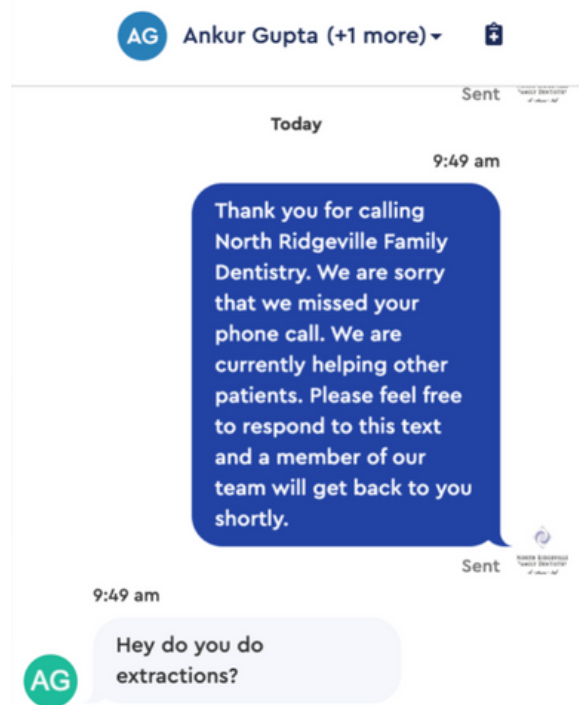 AG Ankur Gupta (+1 more)
Sent
Today
9:49 am
Thank you for calling
North Ridgeville Family
Dentistry. We are sorry
that we missed your
phone call. We are
currently helping other
patients. Please feel free
to respond to this text
and a member of our
team will get back to you
shortly.
Sent
9:49 am
Hey do you do
extractions?
AG